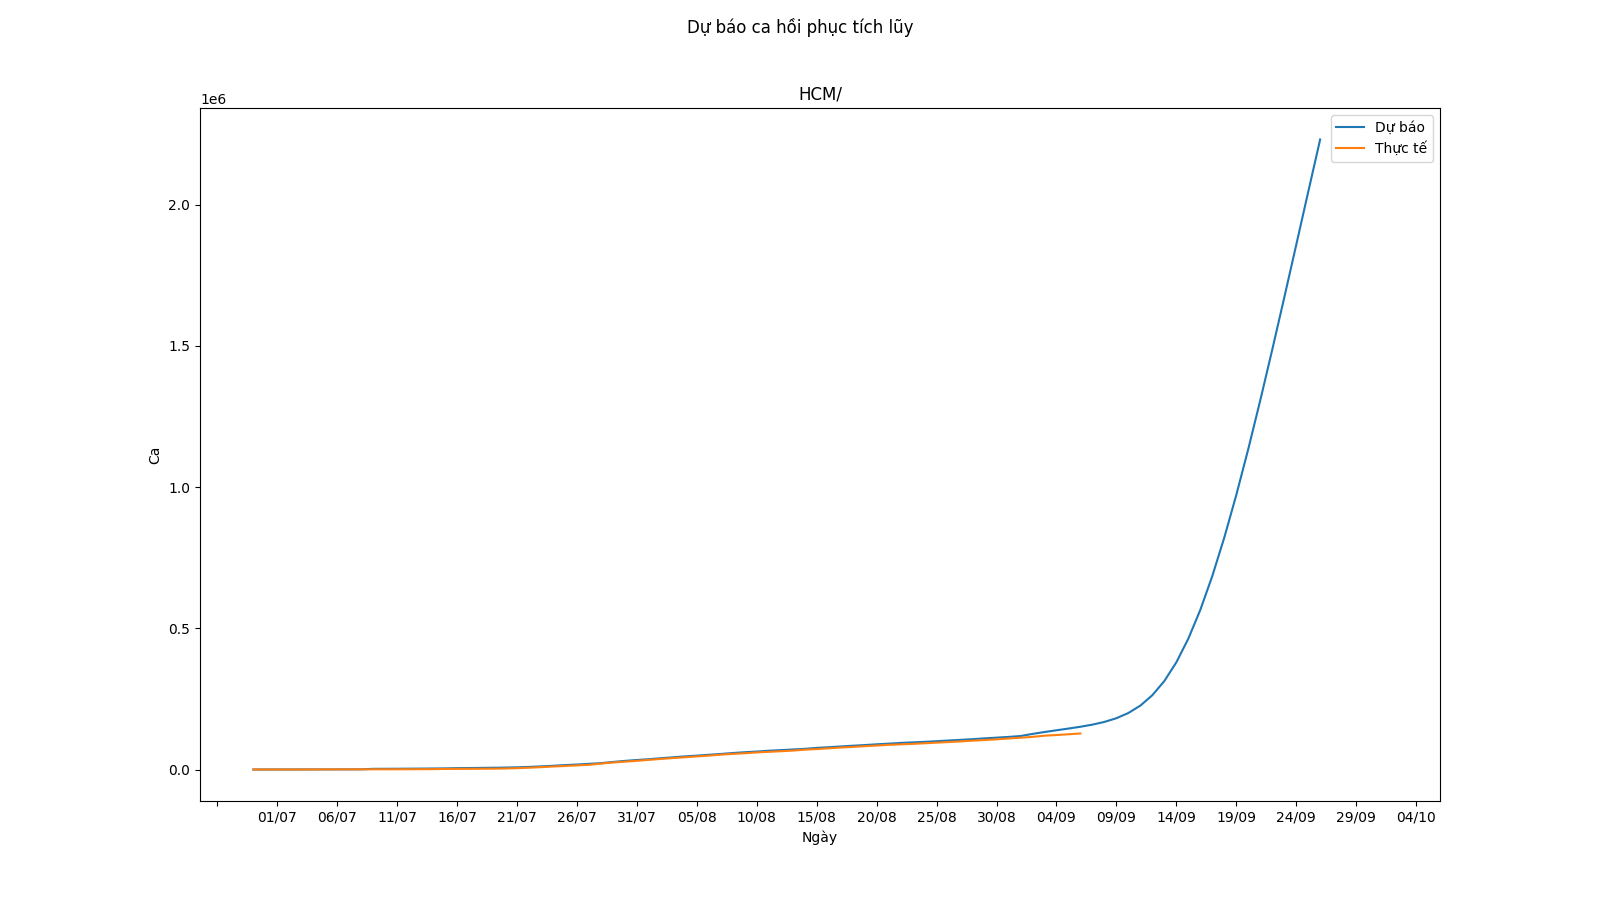 Dự báo ca hồi phục tích lũy
HCM/
1e6
Dự báo
Thực tế
2.0
1.5
1.0
0.5
0.0
Ca
01/07 06/07 11/07 16/07 21/07 26/07 31/07 05/08 10/08 15/08 20/08 25/08 30/08 04/09 09/09 14/09 19/09 24/09 29/09 04/10
Ngày